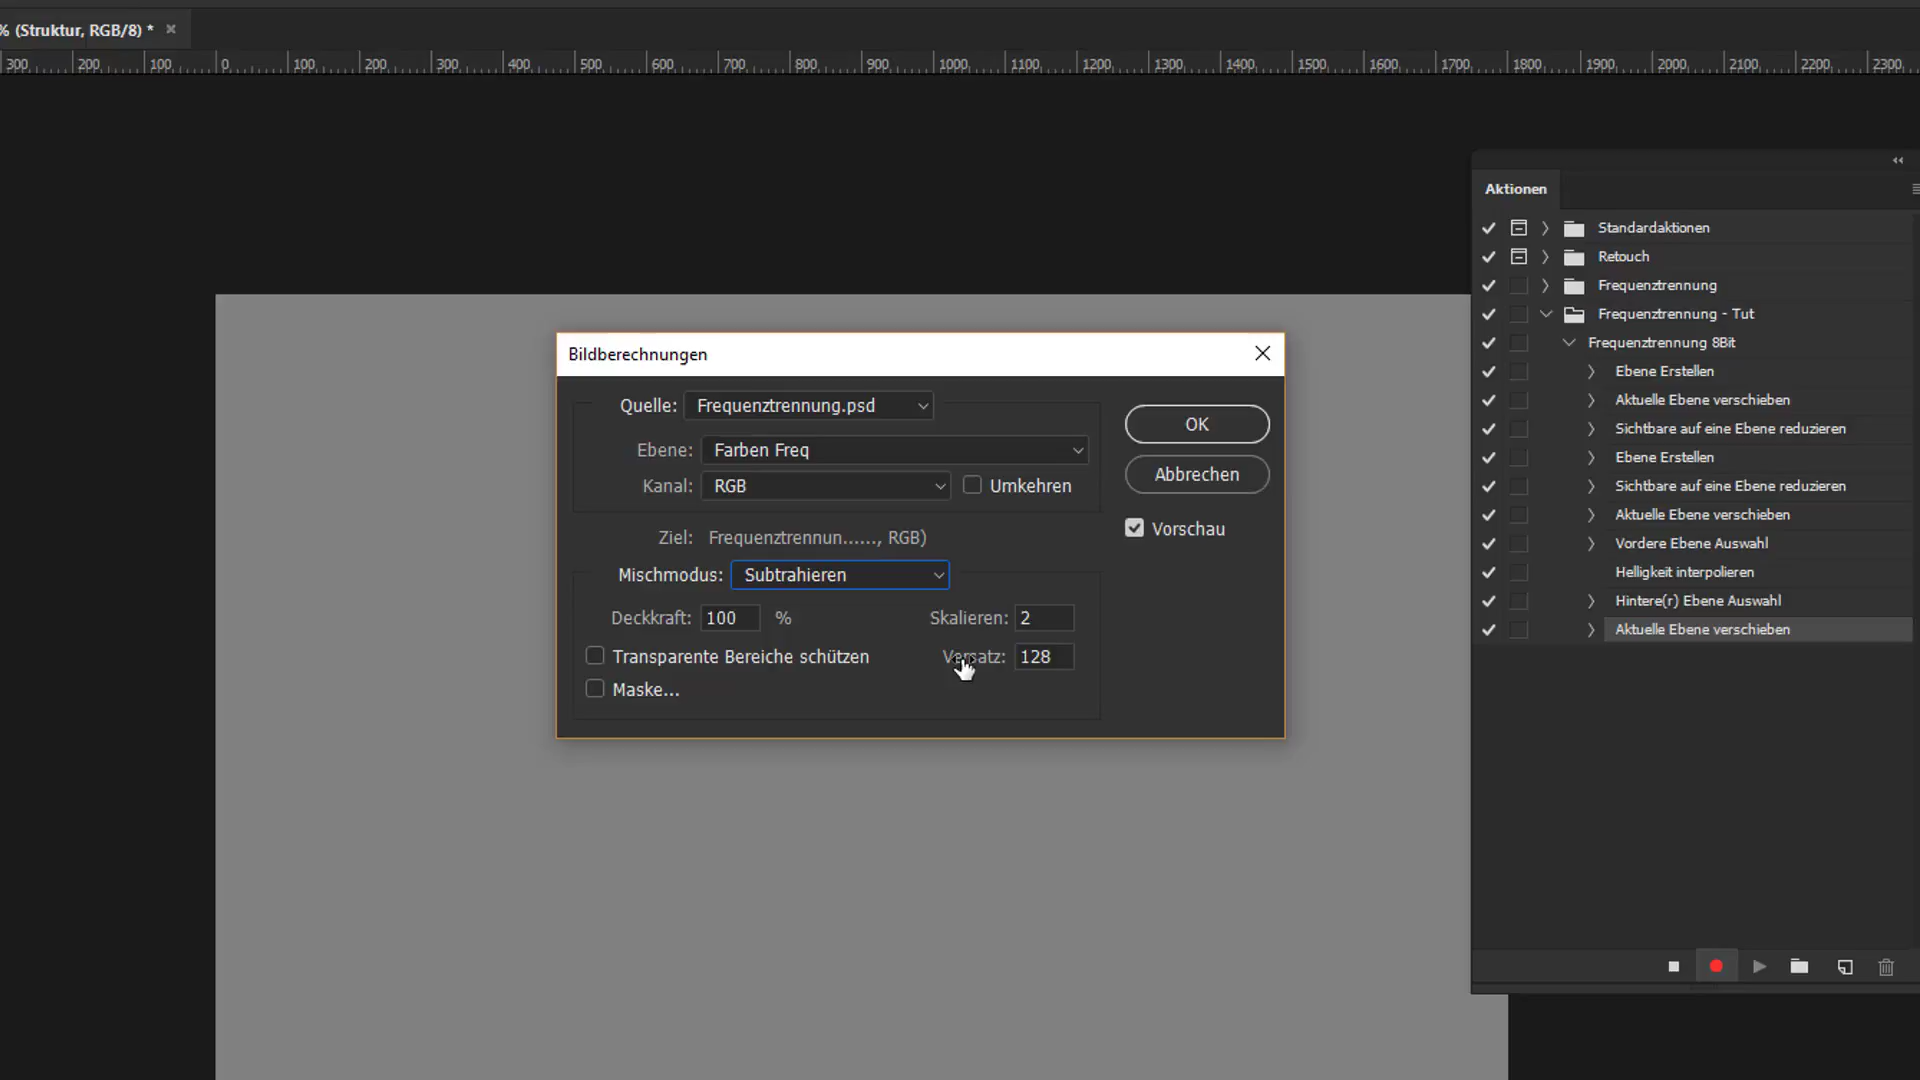 % (Struktur, RGB/8) *
300 200 100 0 100 200 300 400 500 600 700 800 900 1000 1100 1200 1300 1400 1500 1600 1700 1800 1900 2000 2100 2200 2300
Bildberechnungen
Quelle: Frequenztrennung.psd
Ebene: Farben Freq
Kanal: RGB Umkehren
Ziel: Frequenztrennun......, RGB)
Mischmodus: Subtrahieren
Deckkraft: 100 % Skalieren: 2
Transparente Bereiche schützen Versatz: 128
Maske...
OK
Abbrechen
Vorschau
Aktionen
Standardaktionen
Retouch
Frequenztrennung
Frequenztrennung - Tut
Frequenztrennung 8Bit
Ebene Erstellen
Aktuelle Ebene verschieben
Sichtbare auf eine Ebene reduzieren
Ebene Erstellen
Sichtbare auf eine Ebene reduzieren
Aktuelle Ebene verschieben
Vordere Ebene Auswahl
Helligkeit interpolieren
Hintere(r) Ebene Auswahl
Aktuelle Ebene verschieben